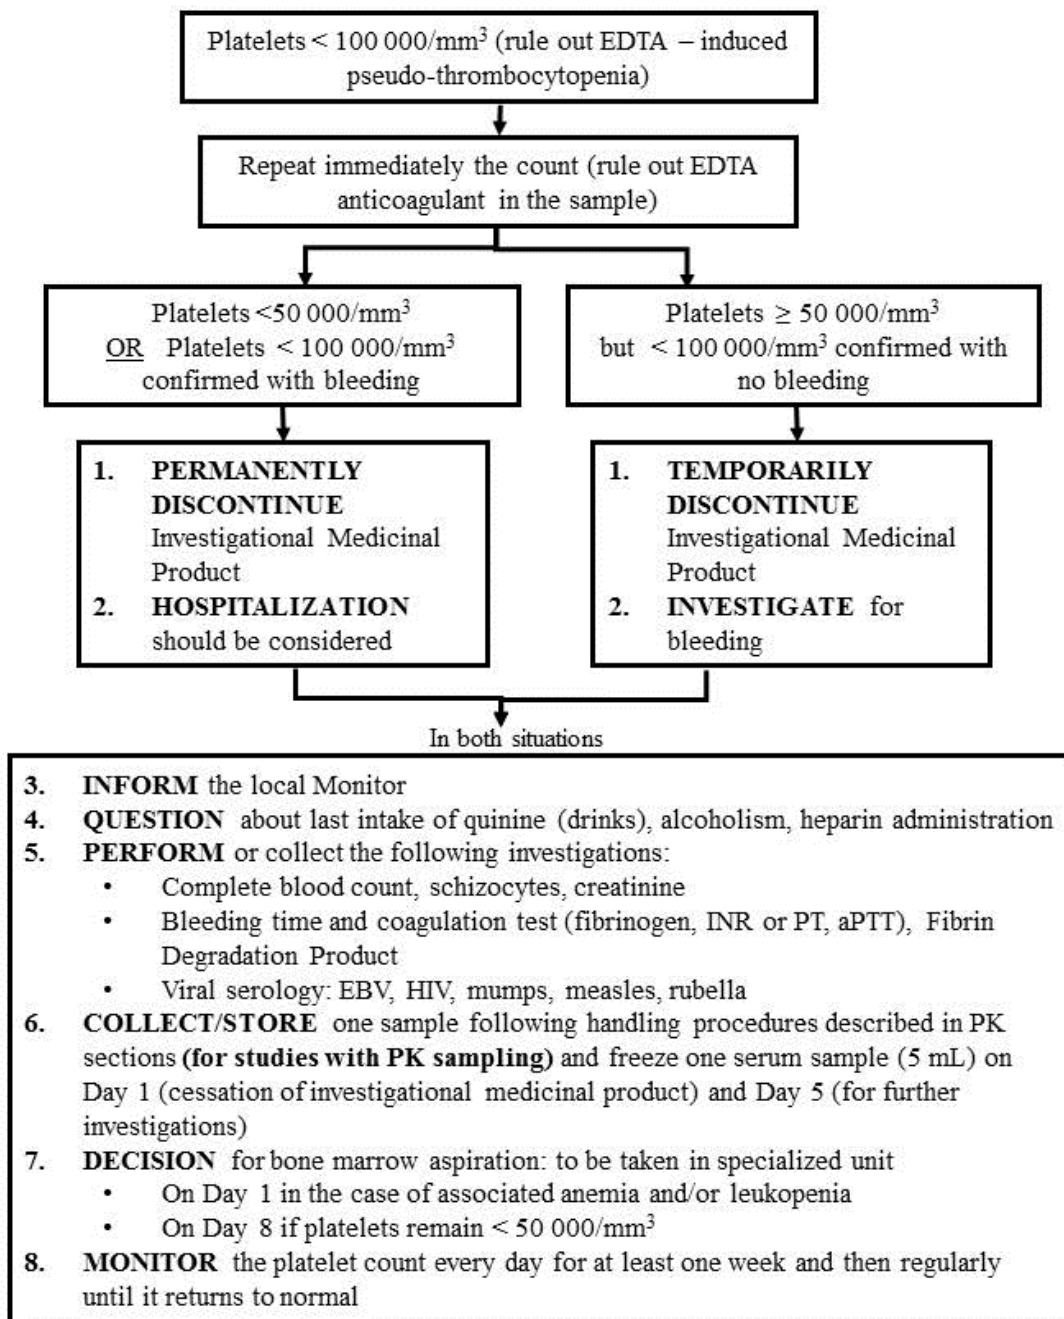 Platelets < 100 000/mm³ (rule out EDTA – induced
pseudo-thrombocytopenia)
Repeat immediately the count (rule out EDTA
anticoagulant in the sample)
Platelets <50 000/mm³
OR Platelets < 100 000/mm³
confirmed with bleeding
Platelets ≥ 50 000/mm³
but < 100 000/mm³ confirmed with
no bleeding
1. PERMANENTLY
DISCONTINUE
Investigational Medicinal
Product
2. HOSPITALIZATION
should be considered
1. TEMPORARILY
DISCONTINUE
Investigational Medicinal
Product
2. INVESTIGATE for
bleeding
In both situations
3. INFORM the local Monitor
4. QUESTION about last intake of quinine (drinks), alcoholism, heparin administration
5. PERFORM or collect the following investigations:
• Complete blood count, schizocytes, creatinine
• Bleeding time and coagulation test (fibrinogen, INR or PT, aPTT), Fibrin
Degradation Product
• Viral serology: EBV, HIV, mumps, measles, rubella
6. COLLECT/STORE one sample following handling procedures described in PK
sections (for studies with PK sampling) and freeze one serum sample (5 mL) on
Day 1 (cessation of investigational medicinal product) and Day 5 (for further
investigations)
7. DECISION for bone marrow aspiration: to be taken in specialized unit
• On Day 1 in the case of associated anemia and/or leukopenia
• On Day 8 if platelets remain < 50 000/mm³
8. MONITOR the platelet count every day for at least one week and then regularly
until it returns to normal